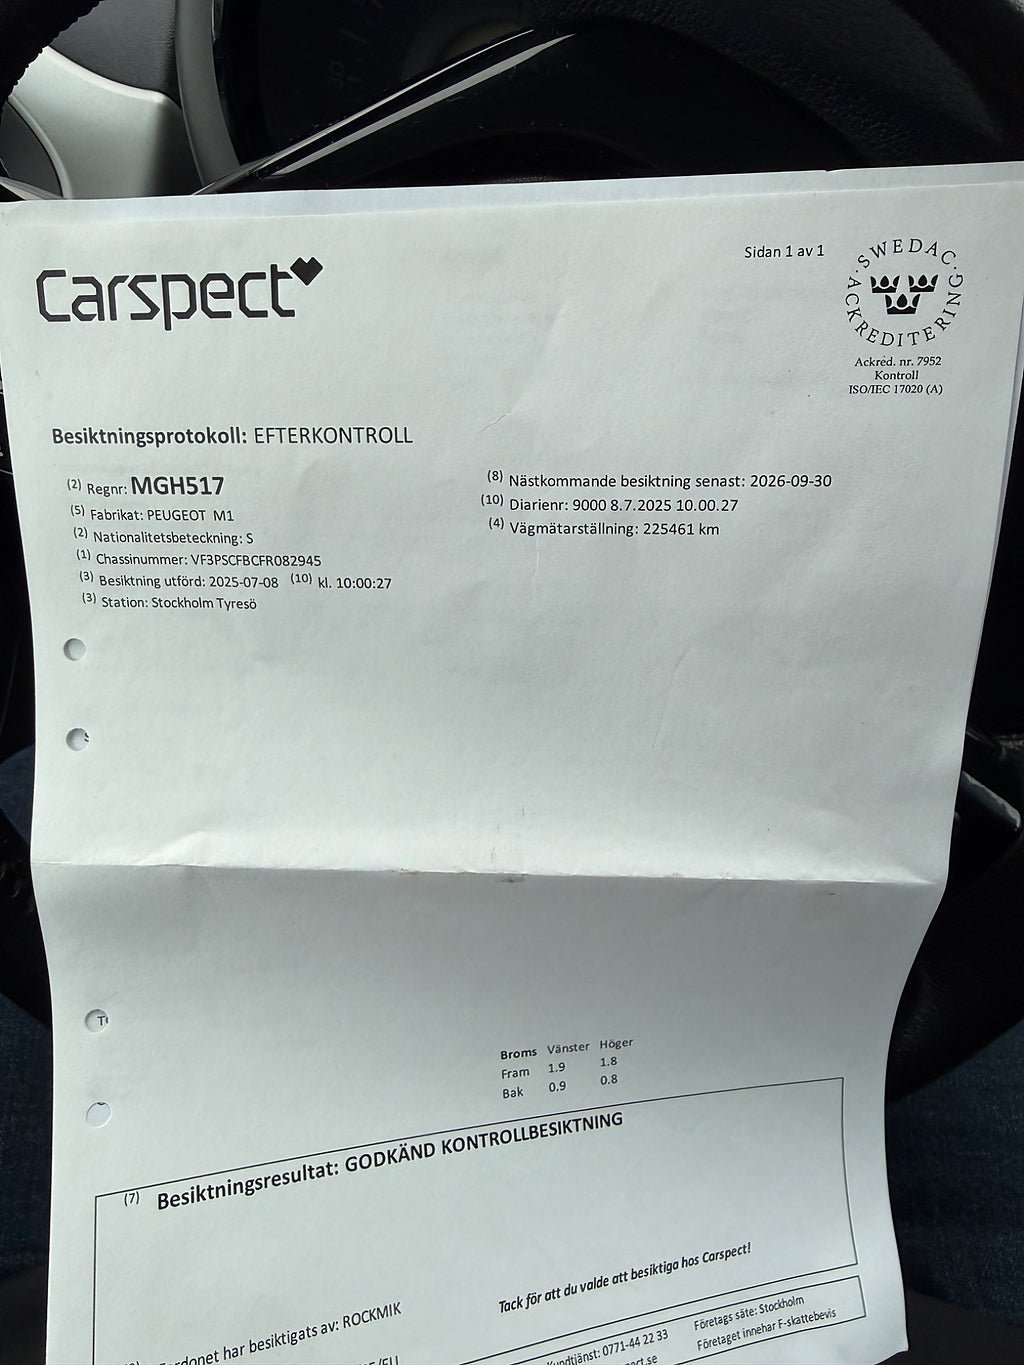 Carspect
Sidan 1 av 1
SWEDAC
ACKREDITERING
Ackred. nr. 7952
Kontroll
ISO/IEC 17020 (A)
Besiktningsprotokoll: EFTERKONTROLL
(2) Regnr: MGH517
(5) Fabrikat: PEUGEOT M1
(2) Nationalitetsbeteckning: S
(1) Chassinummer: VF3PSCFBCFR082945
(3) Besiktning utförd: 2025-07-08 (10) kl. 10:00:27
(3) Station: Stockholm Tyresö
(8) Nästkommande besiktning senast: 2026-09-30
(10) Diarienr: 9000 8.7.2025 10.00.27
(4) Vägmätarställning: 225461 km
Broms Vänster Höger
Fram 1.9 1.8
Bak 0.9 0.8
(7) Besiktningsresultat: GODKÄND KONTROLLBESIKTNING
Tack för att du valde att besiktiga hos Carspect!
har besiktigats av: ROCKMIK
0771-44 22 33
Företags säte: Stockholm
Företaget innehar F-skattebevis